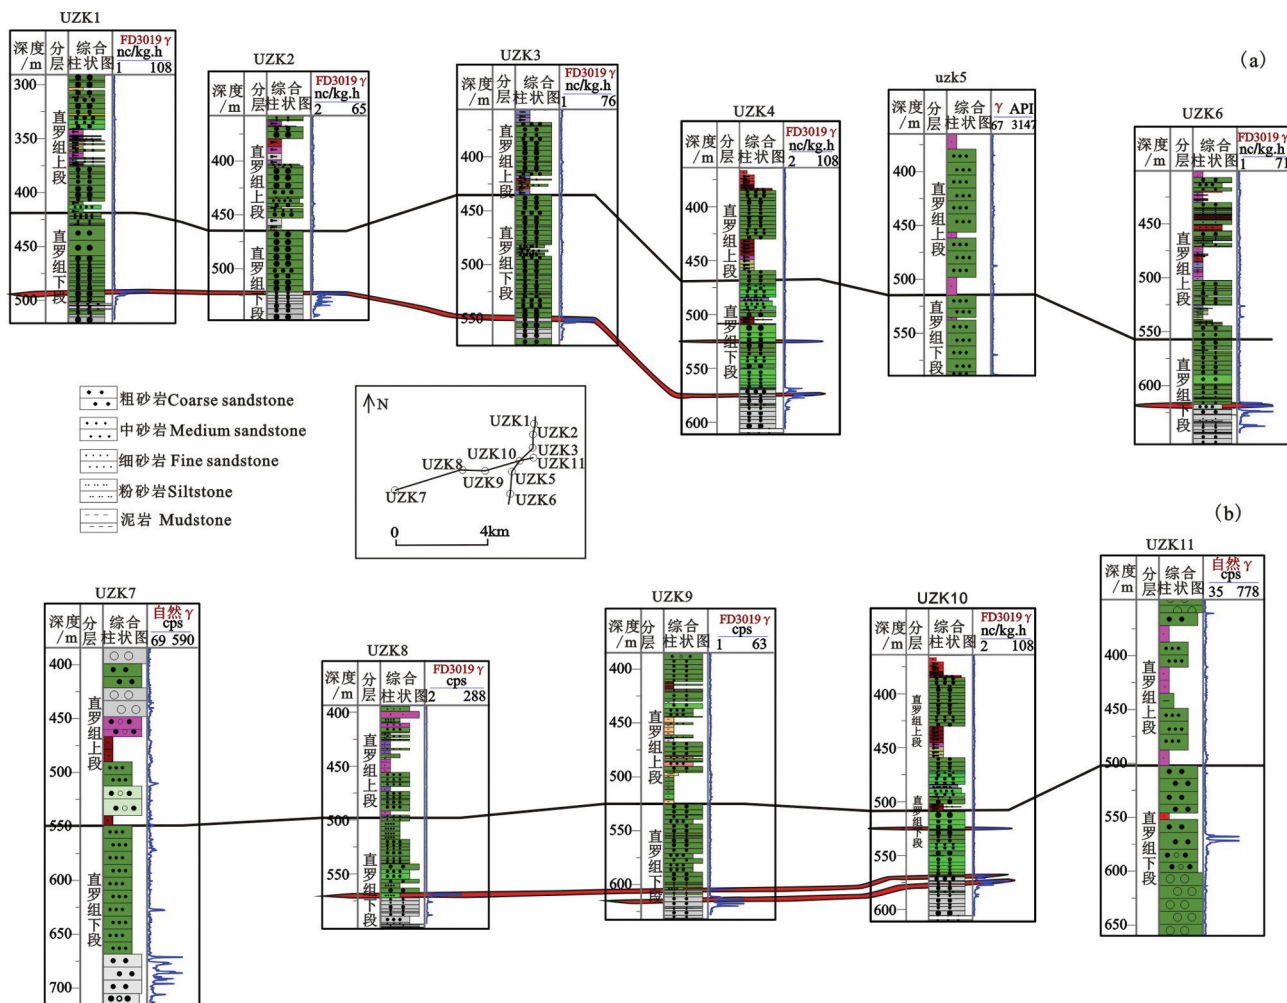 (a)
UZK1
深度
/m
分
层
综合
柱状图
FD3019 γ
nc/kg.h
1 108
300
350
400
450
500
直罗组上段
直罗组下段
UZK2
深度
/m
分
层
综合
柱状图
FD3019 γ
nc/kg.h
2 65
400
450
500
直罗组上段
直罗组下段
UZK3
深度
/m
分
层
综合
柱状图
FD3019 γ
nc/kg.h
1 76
400
450
500
550
直罗组上段
直罗组下段
UZK4
深度
/m
分
层
综合
柱状图
FD3019 γ
nc/kg.h
2 108
400
450
500
550
600
直罗组上段
直罗组下段
uzk5
深度
/m
分
层
综合
柱状图
γ API
67 3147
400
450
500
550
直罗组上段
直罗组下段
UZK6
深度
/m
分
层
综合
柱状图
FD3019 γ
nc/kg.h
1 71
450
500
550
600
直罗组上段
直罗组下段
粗砂岩Coarse sandstone
中砂岩Medium sandstone
细砂岩 Fine sandstone
粉砂岩Siltstone
泥岩 Mudstone
N
UZK1
UZK2
UZK3
UZK10
UZK11
UZK8
UZK9
UZK5
UZK7
UZK6
0 4km
(b)
UZK7
深度
/m
分
层
综合
柱状图
自然 γ
cps
69 590
400
450
500
550
600
650
700
直罗组上段
直罗组下段
UZK8
深度
/m
分
层
综合
柱状图
FD3019 γ
cps
2 288
400
450
500
550
直罗组上段
直罗组下段
UZK9
深度
/m
分
层
综合
柱状图
FD3019 γ
cps
1 63
400
450
500
550
600
直罗组上段
直罗组下段
UZK10
深度
/m
分
层
综合
柱状图
FD3019 γ
nc/kg.h
2 108
400
450
500
550
600
直罗组上段
直罗组下段
UZK11
深度
/m
分
层
综合
柱状图
自然 γ
cps
35 778
400
450
500
550
600
650
直罗组上段
直罗组下段